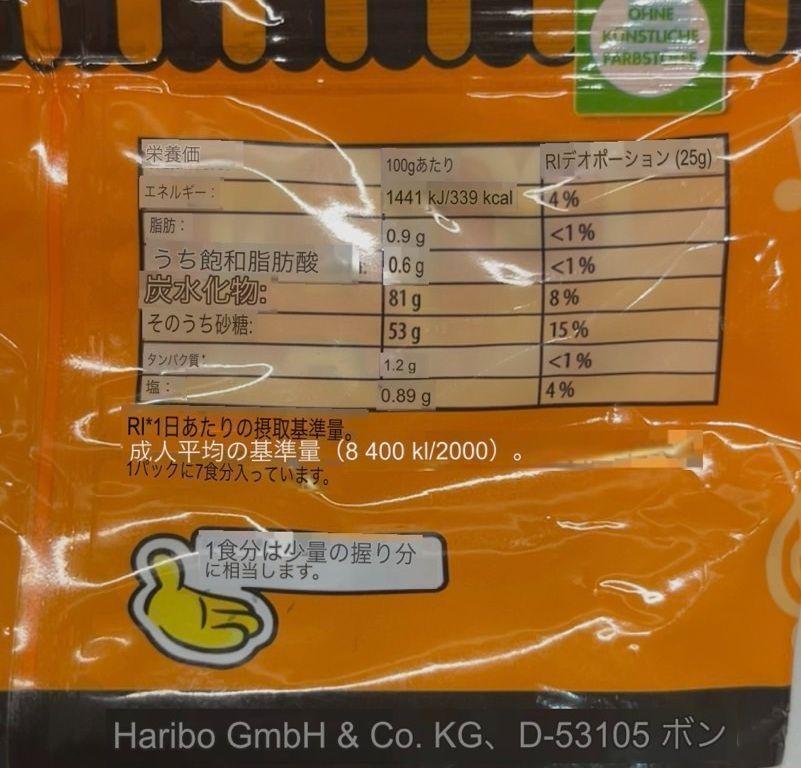 OHNE
KÜNSTLICHE
FARBSTOFFE
栄養価 100gあたり RIデオポーション (25g)
エネルギー: 1441 kJ/339 kcal 4%
脂肪: 0.9 g <1%
うち飽和脂肪酸 0.6 g <1%
炭水化物: 81 g 8%
そのうち砂糖: 53 g 15%
タンパク質* 1.2 g <1%
塩: 0.89 g 4%
RI*1日あたりの摂取基準量。
成人平均の基準量（8 400 kl/2000）。
1パックに7食分入っています。
1食分は少量の握り分
に相当します。
Haribo GmbH & Co. KG、D-53105 ボン